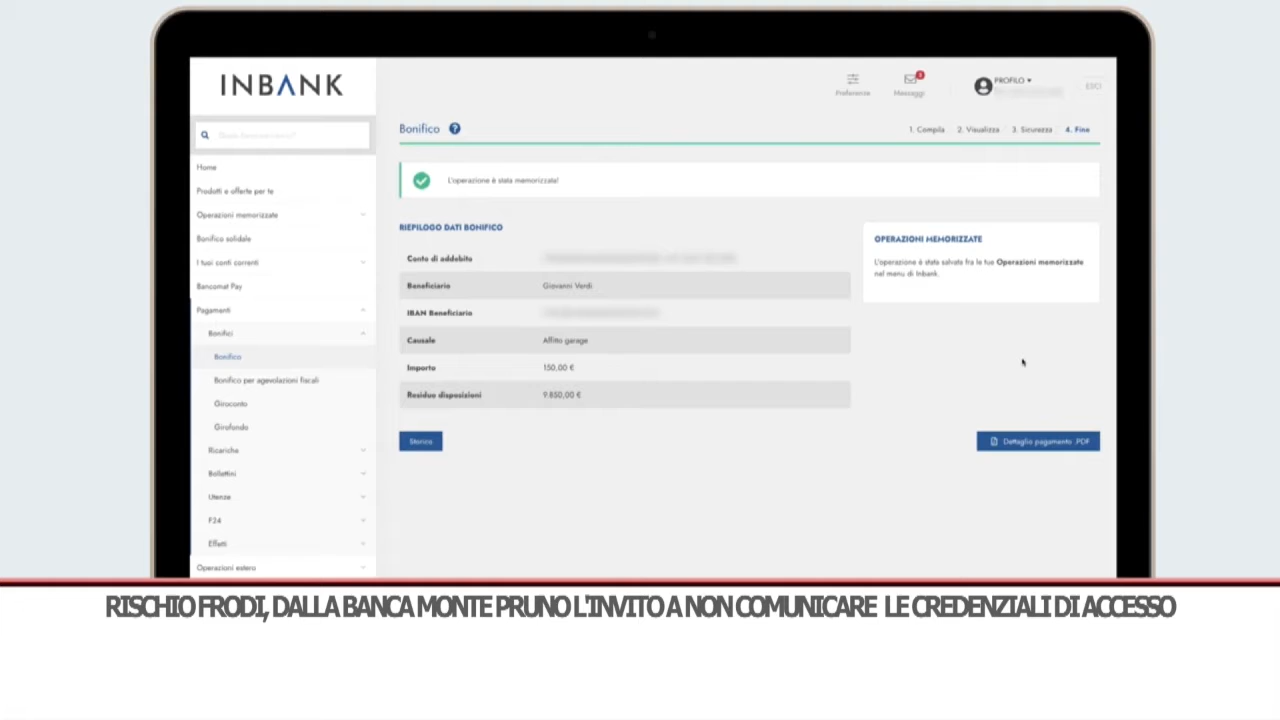 INBANK
Preferenze
3
Messaggi
PROFILO
ESCI
Bonifico ?
1. Compila 2. Visualizza 3. Sicurezza 4. Fine
Home
Prodotti e offerte per te
Operazioni memorizzate
Bonifico solidale
I tuoi conti correnti
Bancomat Pay
Pagamenti
Bonifici
Bonifico
Bonifico per agevolazioni fiscali
Giroconto
Girofondo
Ricariche
Bollettini
Utenze
F24
Effetti
Operazioni estero
L'operazione è stata memorizzata!
RIEPILOGO DATI BONIFICO
Conto di addebito
Beneficiario Giovanni Verdi
IBAN Beneficiario
Causale Affitto garage
Importo 150,00 €
Residuo disposizioni 9.850,00 €
Storico
OPERAZIONI MEMORIZZATE
L'operazione è stata salvata fra le tue Operazioni memorizzate
nel menu di Inbank.
Dettaglio pagamento .PDF
RISCHIO FRODI, DALLA BANCA MONTE PRUNO L'INVITO A NON COMUNICARE LE CREDENZIALI DI ACCESSO